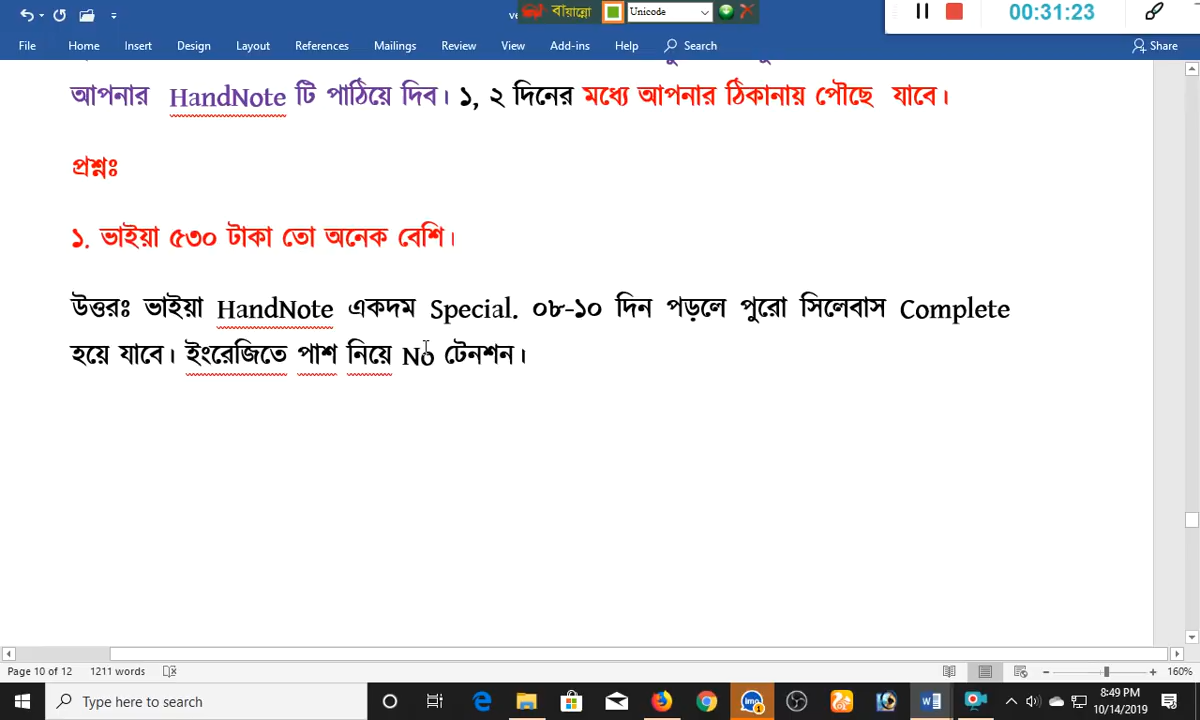 বায়ান্নো Unicode 00:31:23
File Home Insert Design Layout References Mailings Review View Add-ins Help Search Share
আপনার HandNote টি পাঠিয়ে দিব। ১, ২ দিনের মধ্যে আপনার ঠিকানায় পৌছে যাবে।
প্রশ্নঃ
১. ভাইয়া ৫৩০ টাকা তো অনেক বেশি।
উত্তরঃ ভাইয়া HandNote একদম Special. ০৮-১০ দিন পড়লে পুরো সিলেবাস Complete
হয়ে যাবে। ইংরেজিতে পাশ নিয়ে No টেনশন।
Page 10 of 12 1211 words 160%
Type here to search 8:49 PM
10/14/2019